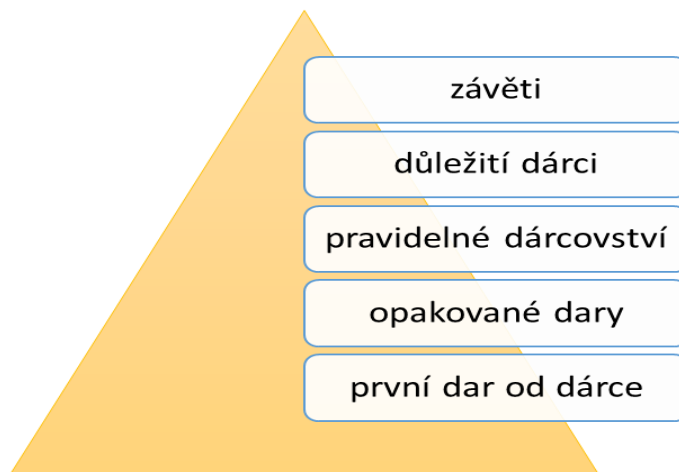 závěti
důležití dárci
pravidelné dárcovství
opakované dary
první dar od dárce